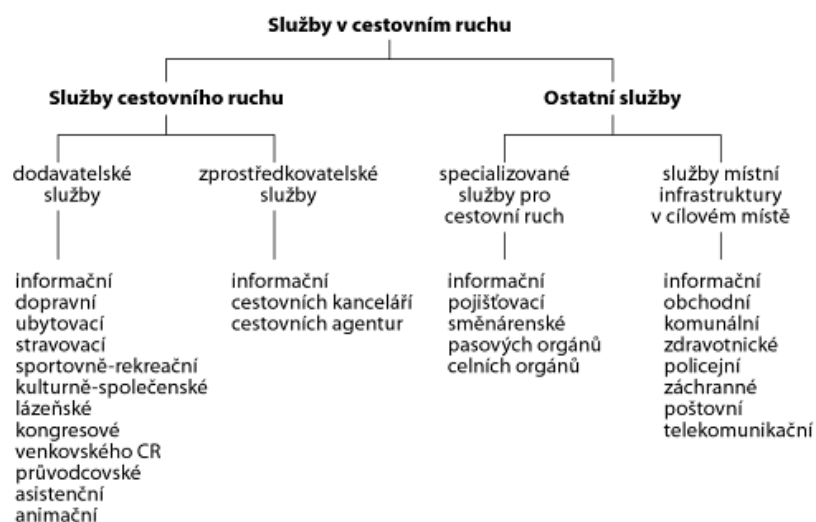 Služby v cestovním ruchu
Služby cestovního ruchu
Ostatní služby
dodavatelské
služby
zprostředkovatelské
služby
specializované
služby pro
cestovní ruch
služby místní
infrastruktury
v cílovém místě
informační
dopravní
ubytovací
stravovací
sportovně-rekreační
kulturně-společenské
lázeňské
kongresové
venkovského CR
průvodcovské
asistenční
animační
informační
cestovních kanceláří
cestovních agentur
informační
pojišťovací
směnárenské
pasových orgánů
celních orgánů
informační
obchodní
komunální
zdravotnické
policejní
záchranné
poštovní
telekomunikační